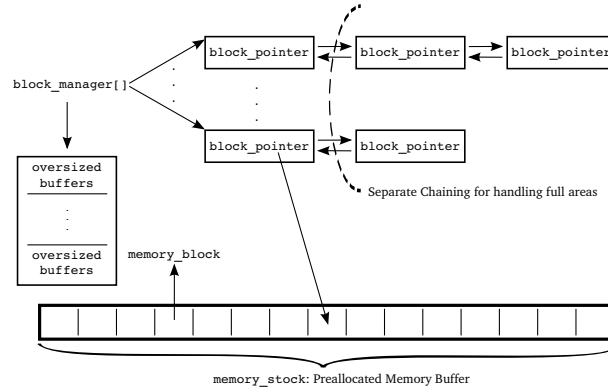 block_pointer
block_pointer
block_pointer
block_manager[]
block_pointer
block_pointer
oversized
buffers
Separate Chaining for handling full areas
oversized
buffers
memory_block
memory_stock: Preallocated Memory Buffer